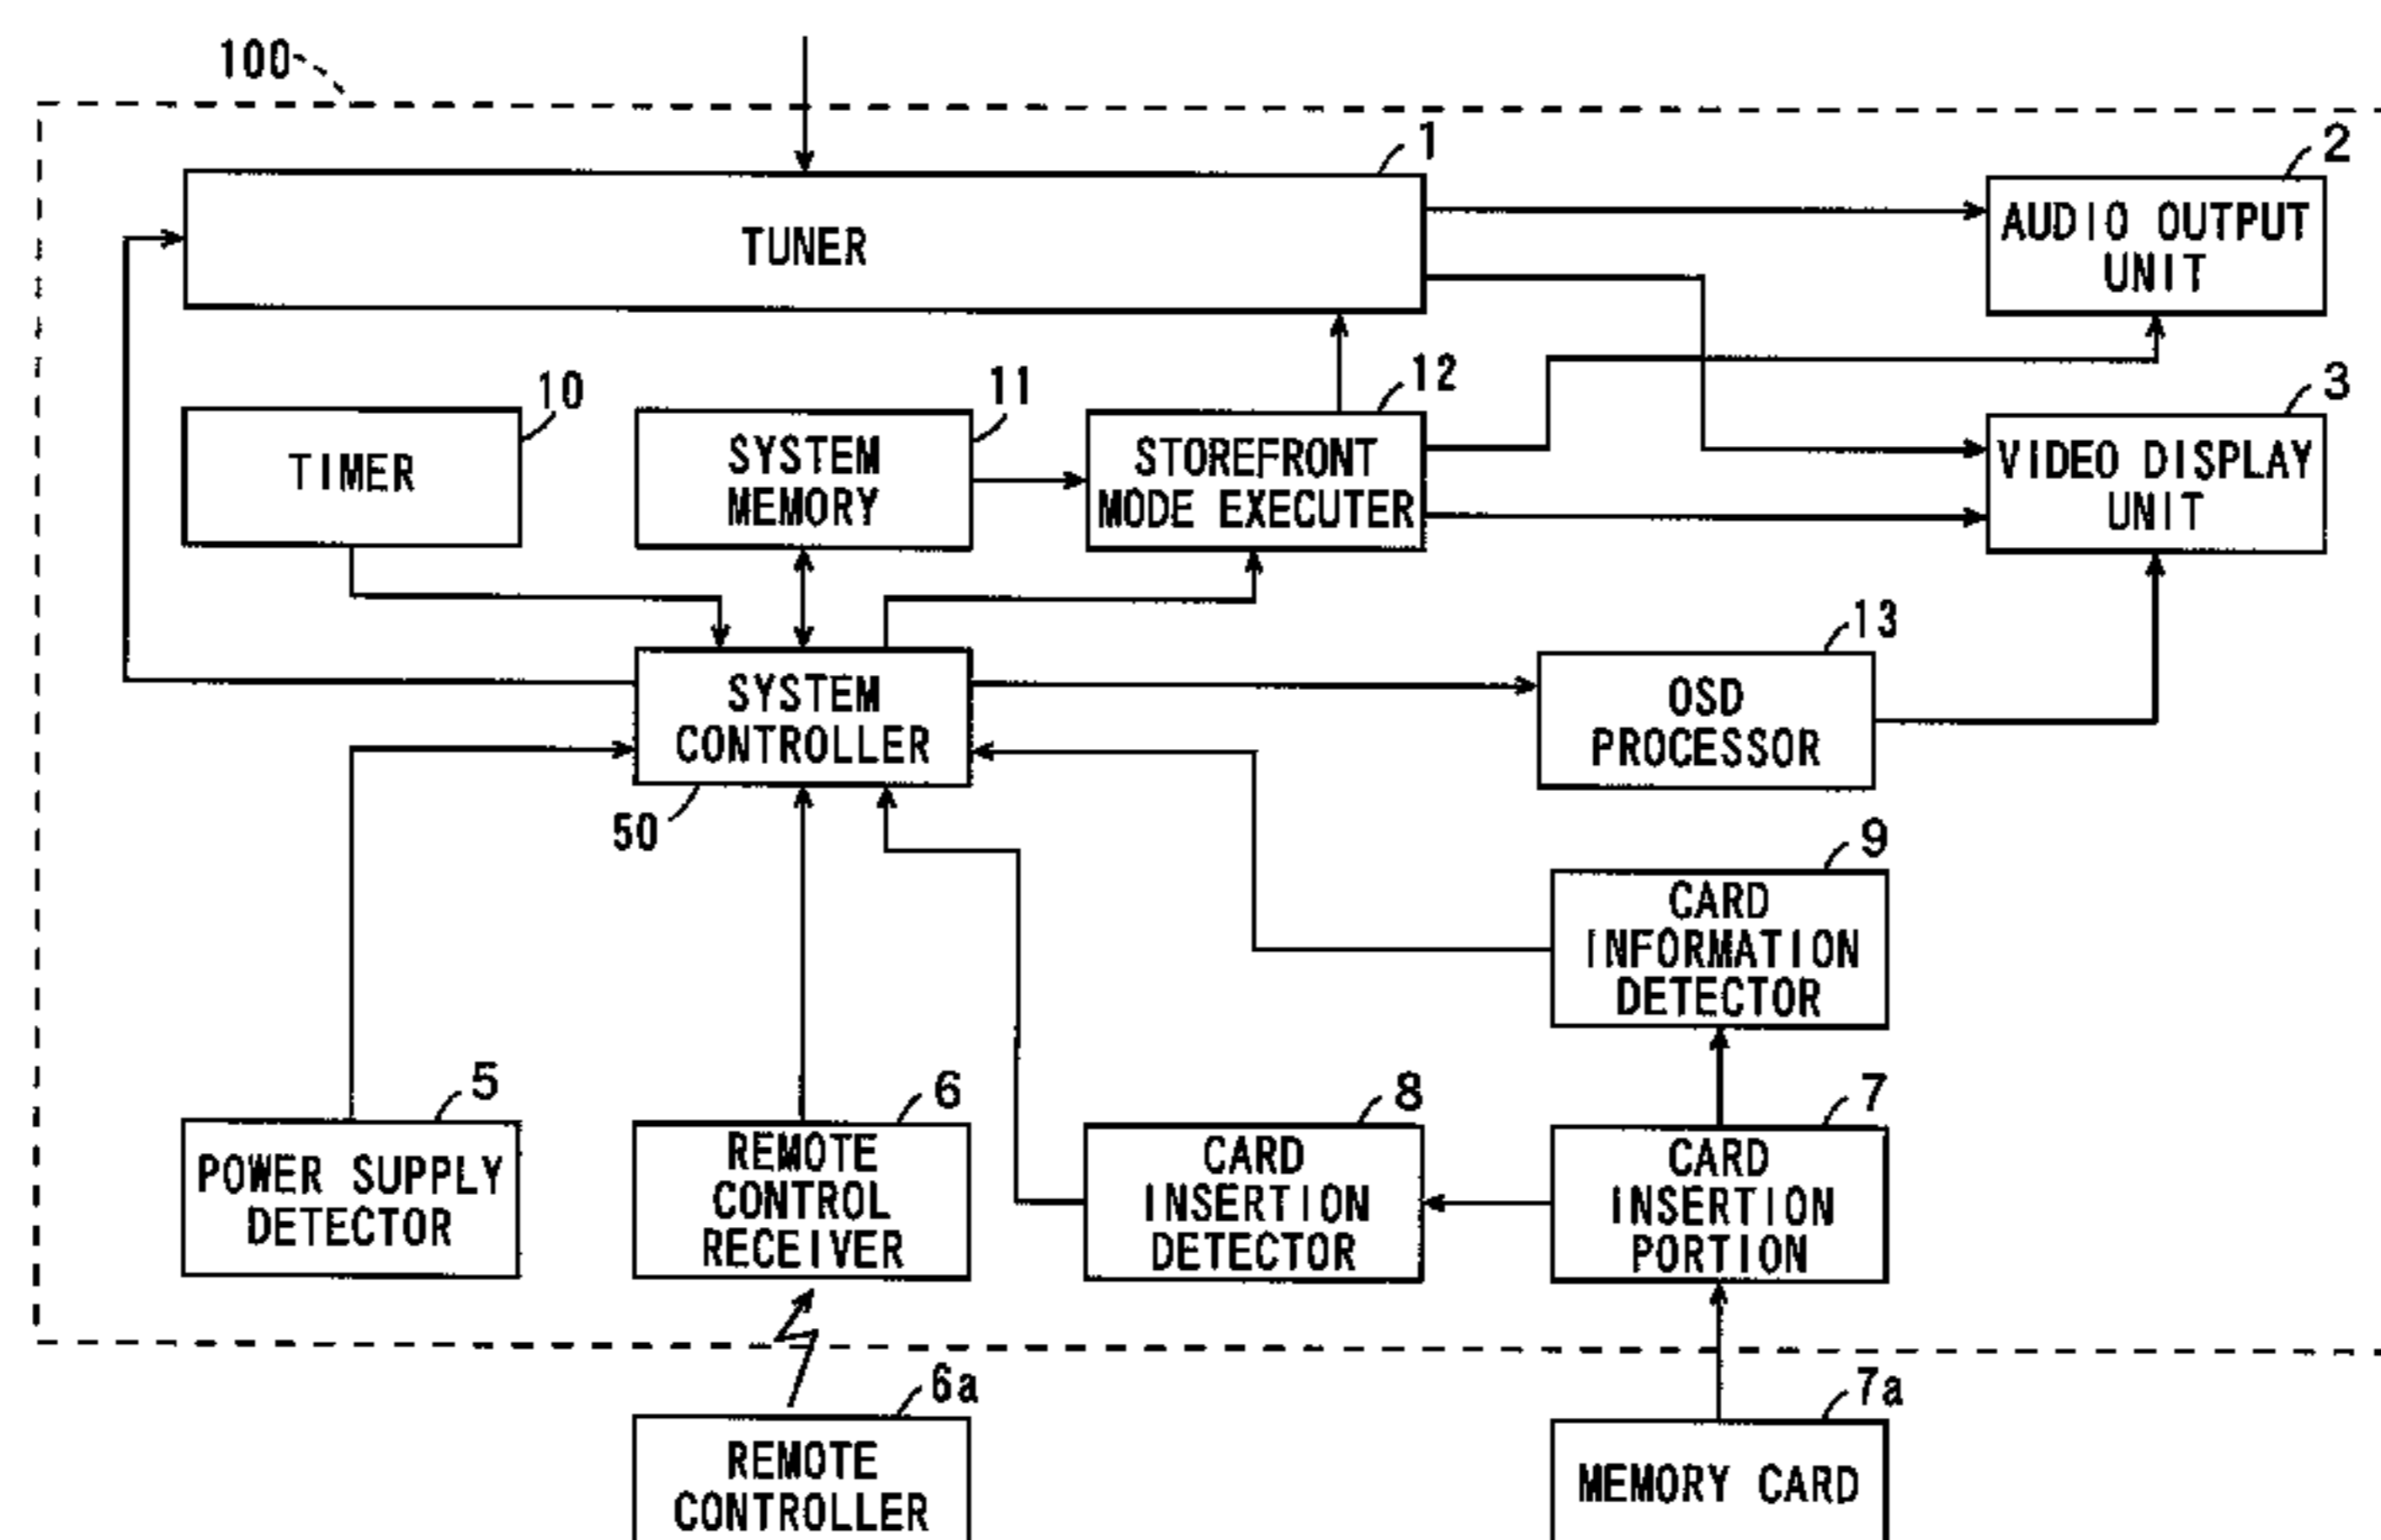 100
1
TUNER
2
AUDIO OUTPUT
UNIT
10
TIMER
11
SYSTEM
MEMORY
12
STOREFRONT
MODE EXECUTER
3
VIDEO DISPLAY
UNIT
SYSTEM
CONTROLLER
50
13
OSD
PROCESSOR
9
CARD
INFORMATION
DETECTOR
5
POWER SUPPLY
DETECTOR
6
REMOTE
CONTROL
RECEIVER
8
CARD
INSERTION
DETECTOR
7
CARD
INSERTION
PORTION
6a
REMOTE
CONTROLLER
7a
MEMORY CARD